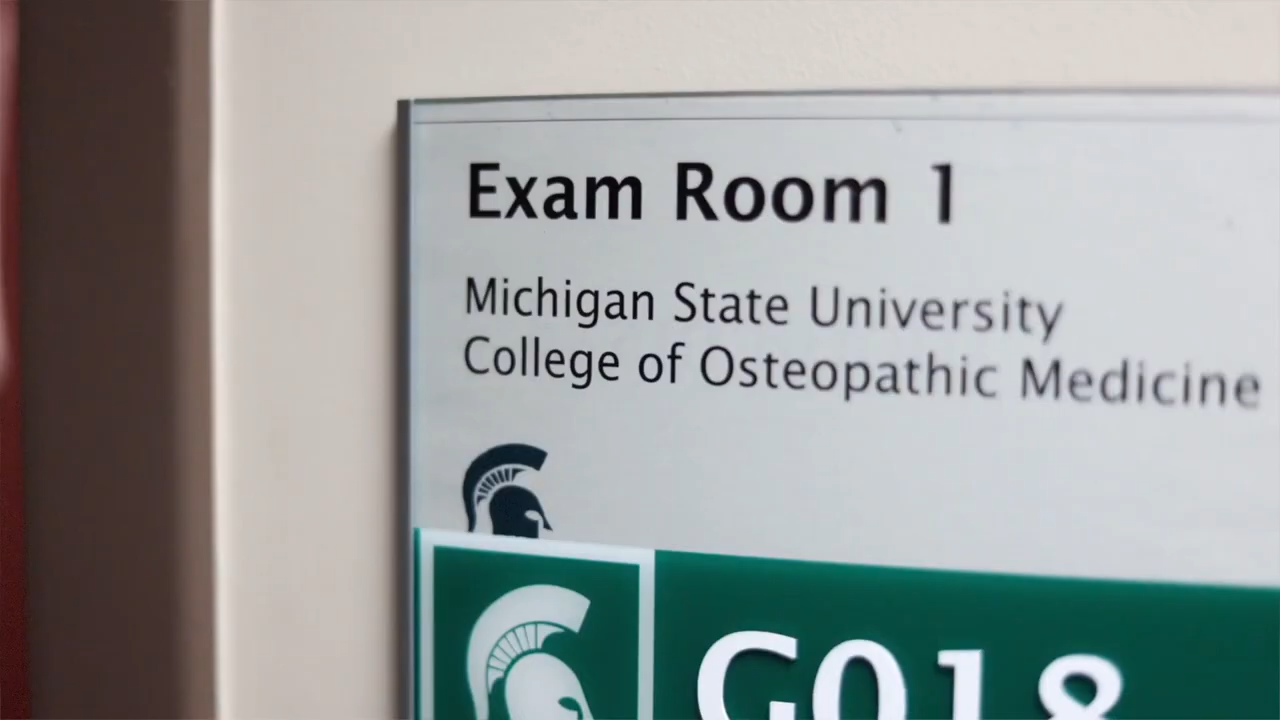 Exam Room 1
Michigan State University
College of Osteopathic Medicine
G018